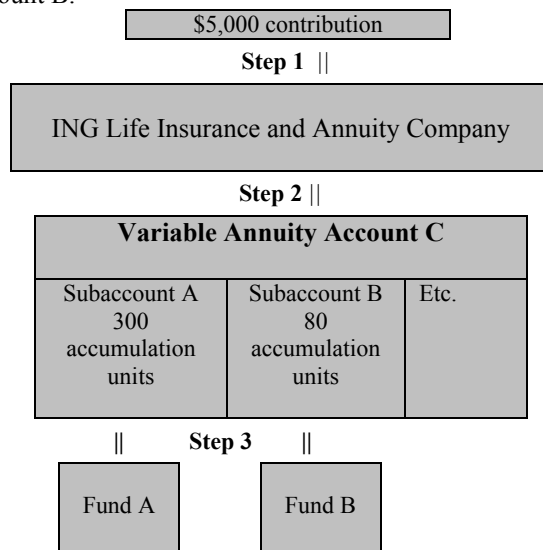 $5,000 contribution
Step 1 ||
ING Life Insurance and Annuity Company
Step 2 ||
Variable Annuity Account C
Subaccount A
300
accumulation
units
Subaccount B
80
accumulation
units
Etc.
|| Step 3 ||
Fund A
Fund B